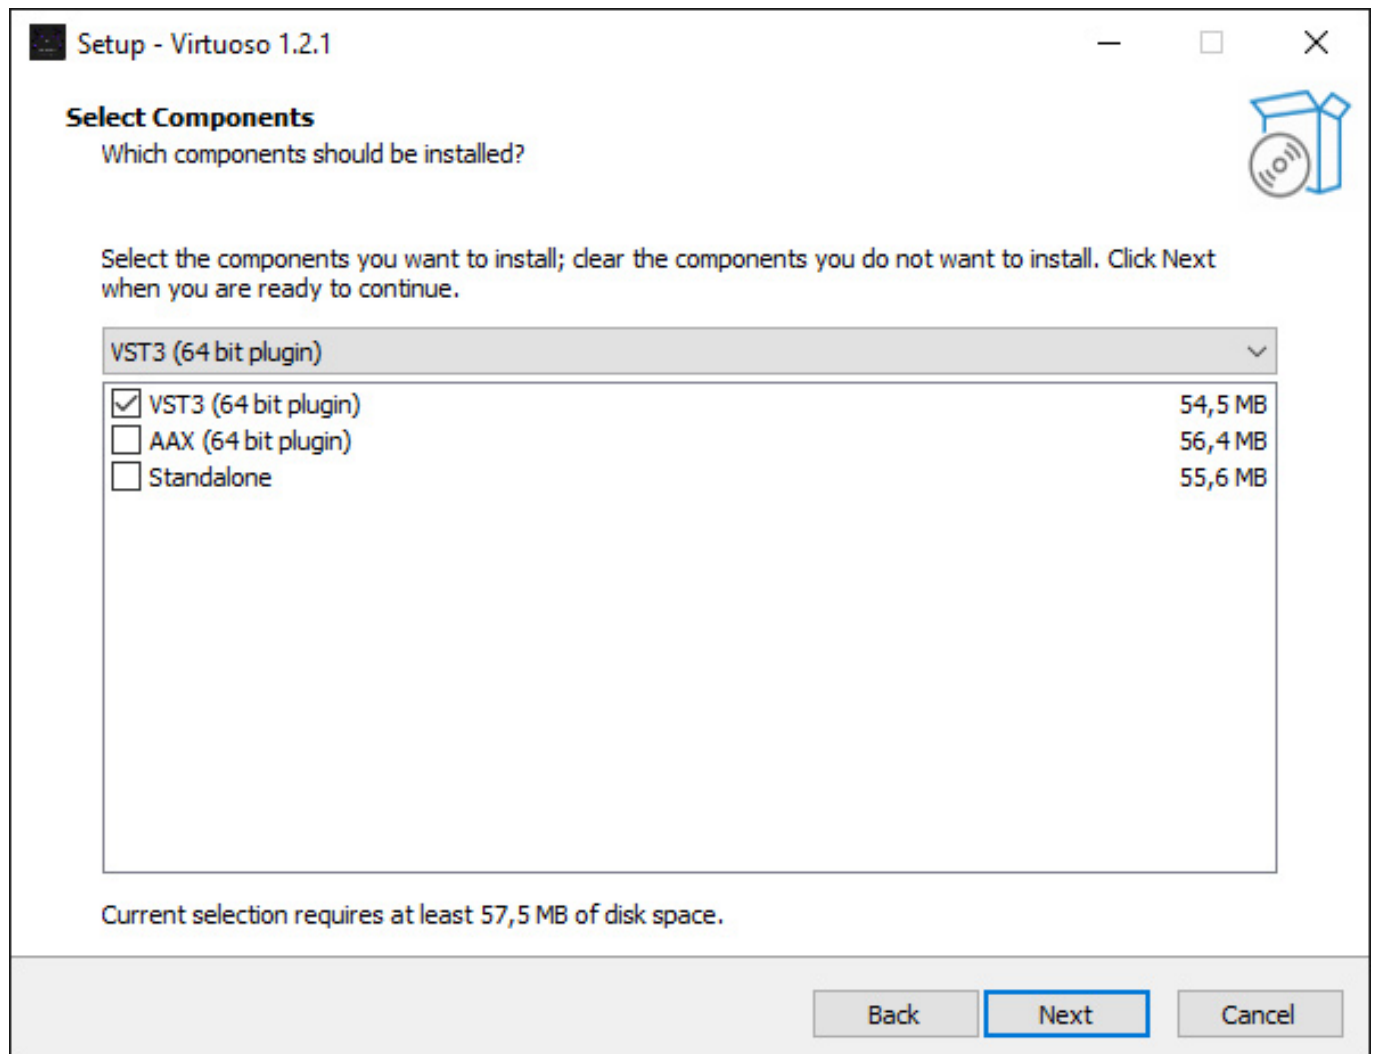 Setup - Virtuoso 1.2.1
Select Components
Which components should be installed?
Select the components you want to install; clear the components you do not want to install. Click Next
when you are ready to continue.
VST3 (64 bit plugin)
VST3 (64 bit plugin) 54,5 MB
AAX (64 bit plugin) 56,4 MB
Standalone 55,6 MB
Current selection requires at least 57,5 MB of disk space.
Back Next Cancel